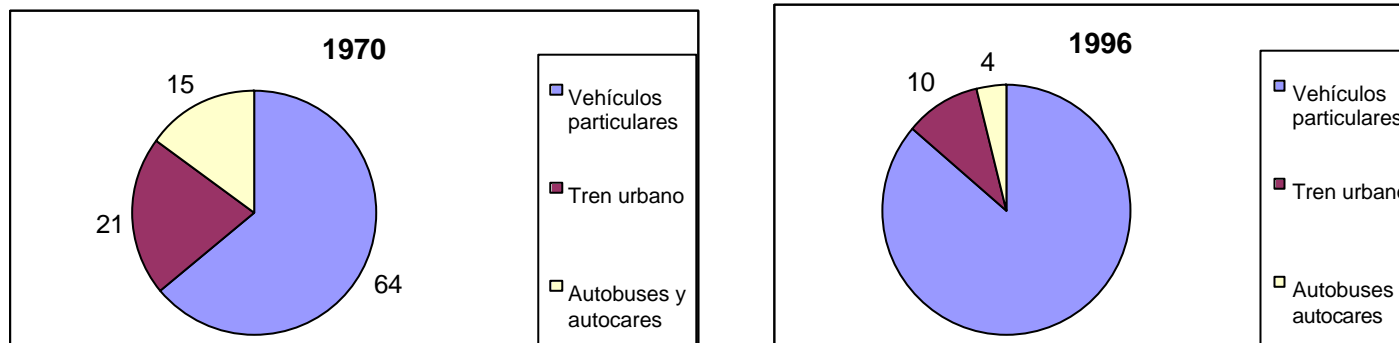 1970
15
21
64
Vehículos
particulares
Tren urbano
Autobuses y
autocares
1996
10
4
Vehículos
particulares
Tren urbano
Autobuses
autocares